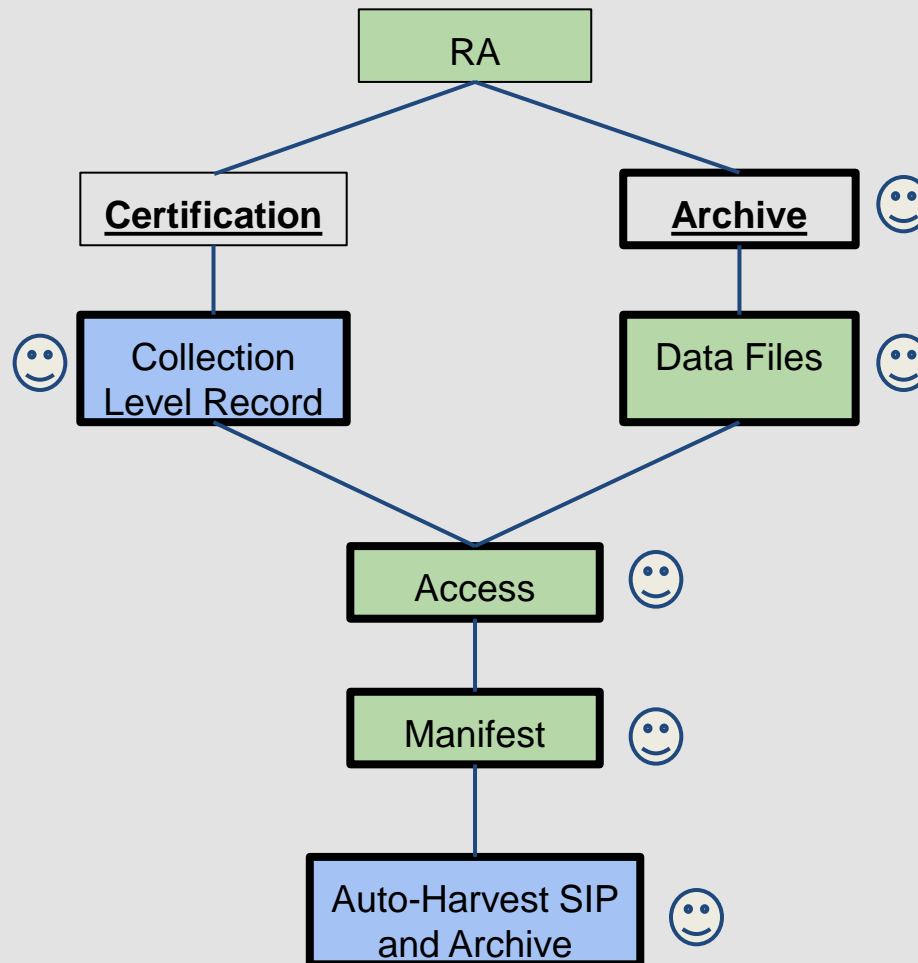 RA
Certification
Archive
Collection
Level Record
Data Files
Access
Manifest
Auto-Harvest SIP
and Archive